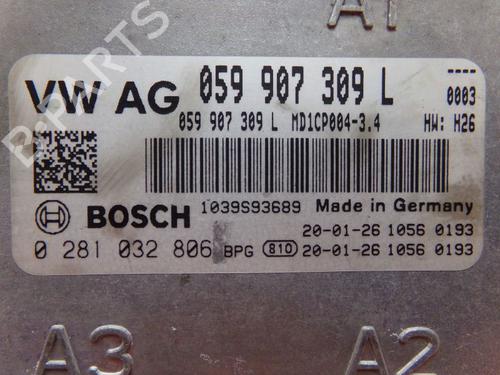 A1
VW AG 059 907 309 L ----
0003
059 907 309 L MD1CP004-3.4 HW: H26
BOSCH 1039S93689 Made in Germany
0 281 032 806 BPG 810 20-01-26 1056 0193
20-01-26 1056 0193
A3 A2
B PARTS